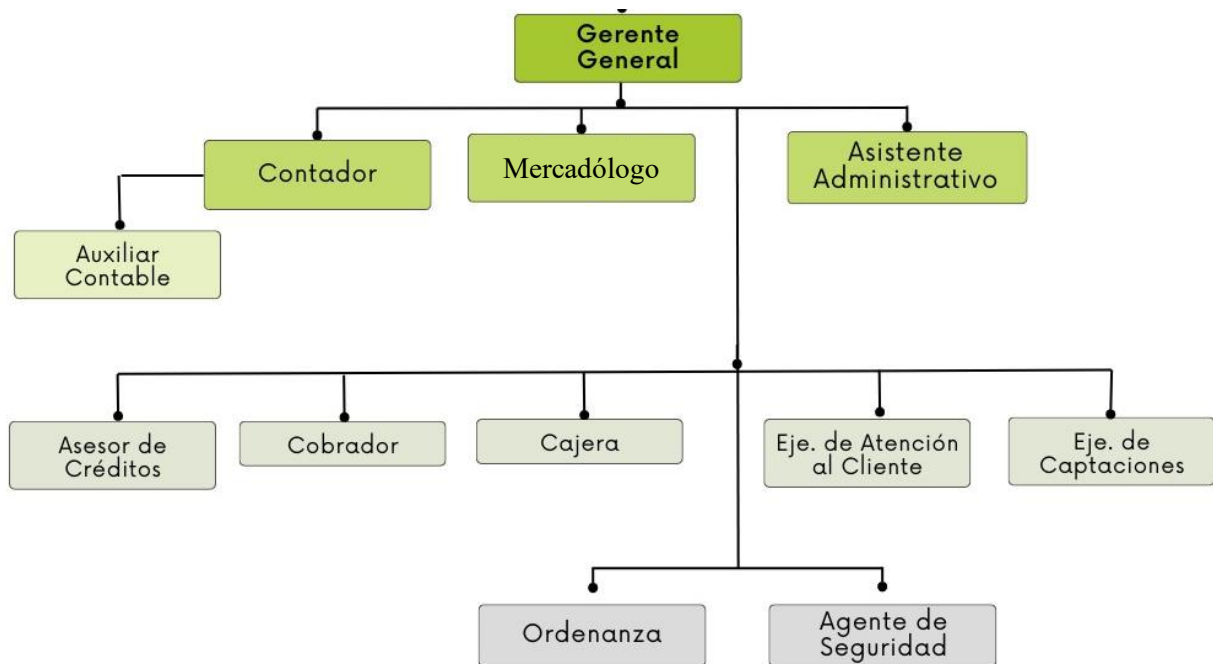 Gerente
General
Contador
Mercadólogo
Asistente
Administrativo
Auxiliar
Contable
Asesor de
Créditos
Cobrador
Cajera
Eje. de Atención
al Cliente
Eje. de
Captaciones
Ordenanza
Agente de
Seguridad